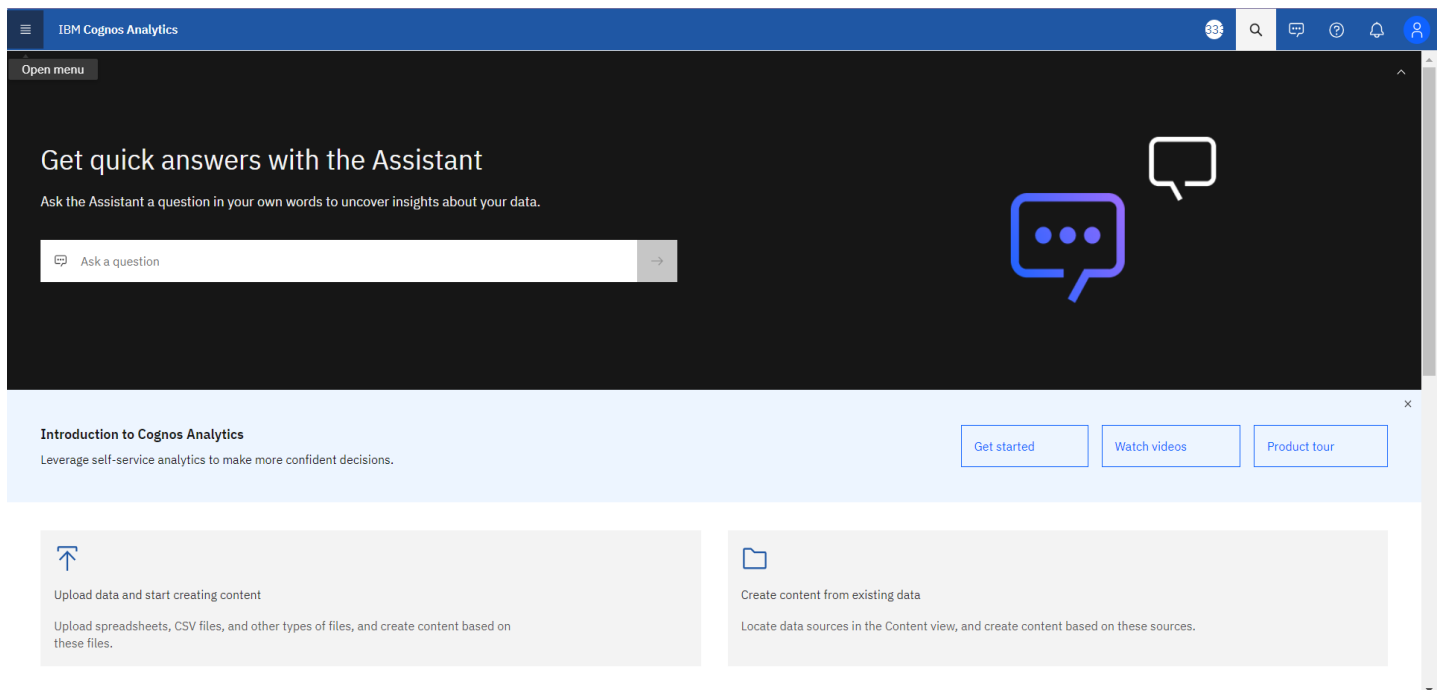 IBM Cognos Analytics
Open menu
Get quick answers with the Assistant
Ask the Assistant a question in your own words to uncover insights about your data.
Ask a question
Introduction to Cognos Analytics
Leverage self-service analytics to make more confident decisions.
Get started
Watch videos
Product tour
Upload data and start creating content
Upload spreadsheets, CSV files, and other types of files, and create content based on
these files.
Create content from existing data
Locate data sources in the Content view, and create content based on these sources.